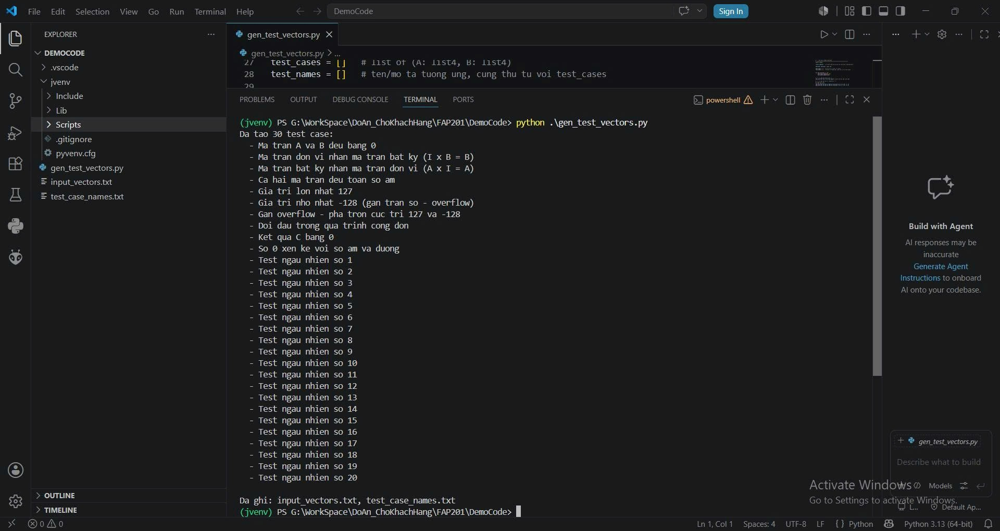 File Edit Selection View Go Run Terminal Help
DemoCode
Sign In
EXPLORER
DEMOCODE
.vscode
jvenv
Include
Lib
Scripts
.gitignore
pyvenv.cfg
gen_test_vectors.py
input_vectors.txt
test_case_names.txt
OUTLINE
TIMELINE
gen_test_vectors.py
gen_test_vectors.py > ...
27 test_cases = [] # list of (A: list4, B: list4)
28 test_names = [] # ten/mo ta tuong ung, cung thu tu voi test_cases
29
PROBLEMS OUTPUT DEBUG CONSOLE TERMINAL PORTS
powershell
(jvenv) PS G:\WorkSpace\DoAn_ChoKhachHang\FAP201\DemoCode> python .\gen_test_vectors.py
Da tao 30 test case:
- Ma tran A va B deu bang 0
- Ma tran don vi nhan ma tran bat ky (I x B = B)
- Ma tran bat ky nhan ma tran don vi (A x I = A)
- Ca hai ma tran deu toan so am
- Gia tri lon nhat 127
- Gia tri nho nhat -128 (gan tran so - overflow)
- Gan overflow - pha tron cuc tri 127 va -128
- Doi dau trong qua trinh cong don
- Ket qua C bang 0
- So 0 xen ke voi so am va duong
- Test ngau nhien so 1
- Test ngau nhien so 2
- Test ngau nhien so 3
- Test ngau nhien so 4
- Test ngau nhien so 5
- Test ngau nhien so 6
- Test ngau nhien so 7
- Test ngau nhien so 8
- Test ngau nhien so 9
- Test ngau nhien so 10
- Test ngau nhien so 11
- Test ngau nhien so 12
- Test ngau nhien so 13
- Test ngau nhien so 14
- Test ngau nhien so 15
- Test ngau nhien so 16
- Test ngau nhien so 17
- Test ngau nhien so 18
- Test ngau nhien so 19
- Test ngau nhien so 20
Da ghi: input_vectors.txt, test_case_names.txt
(jvenv) PS G:\WorkSpace\DoAn_ChoKhachHang\FAP201\DemoCode>
Build with Agent
AI responses may be
inaccurate
Generate Agent
Instructions to onboard
AI onto your codebase.
gen_test_vectors.py
Describe what to build
Models
L... Default Ap...
Activate Windows
Go to Settings to activate Windows.
0 0
Ln 1, Col 1 Spaces: 4 UTF-8 LF {} Python Python 3.13 (64-bit)